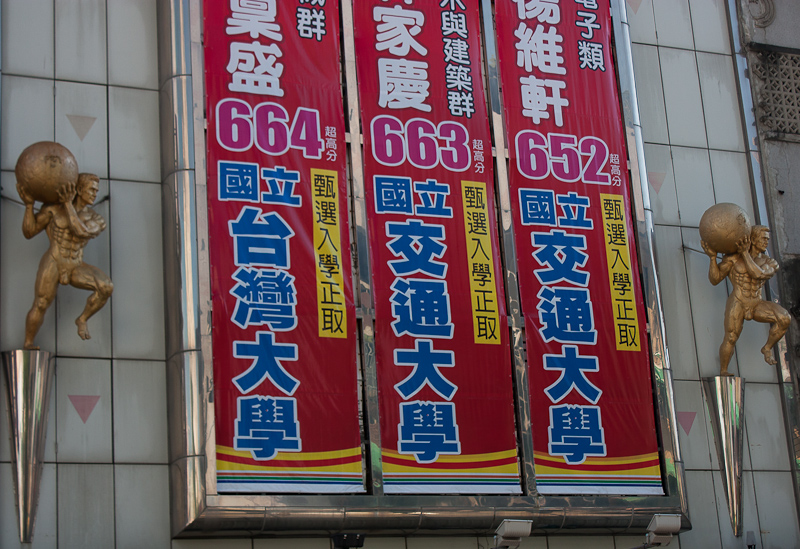 群
盛
664
超高分
甄選入學正取
國立
台灣大學
木與建築群
家慶
663
超高分
甄選入學正取
國立
交通大學
電子類
楊維軒
652
超高分
甄選入學正取
國立
交通大學